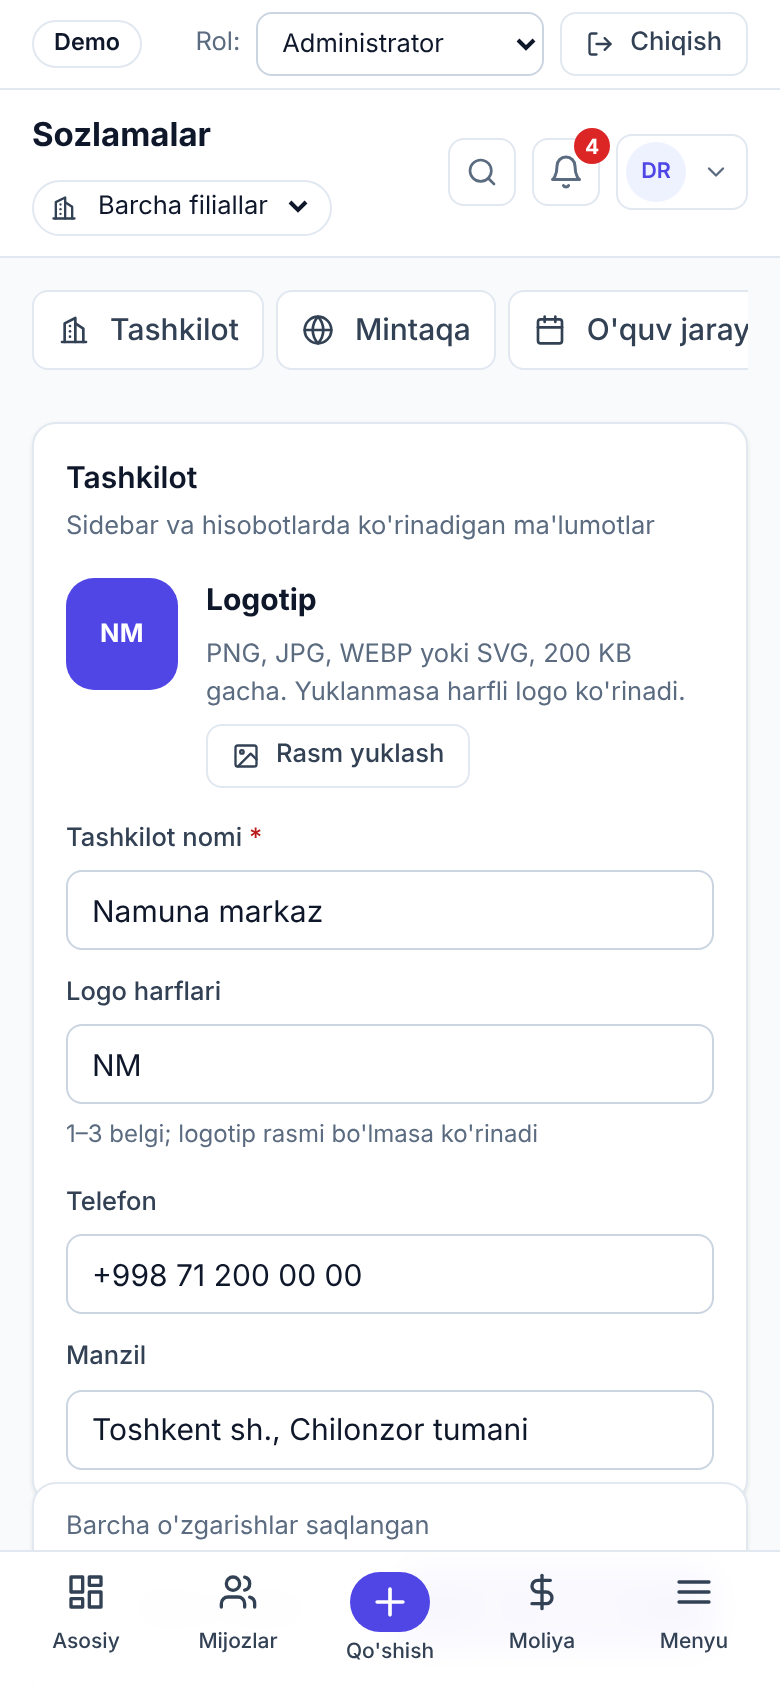 Demo
Rol:
Administrator
Chiqish
Sozlamalar
Barcha filiallar
4
DR
Tashkilot
Mintaqa
O'quv jaray
Tashkilot
Sidebar va hisobotlarda ko'rinadigan ma'lumotlar
NM
Logotip
PNG, JPG, WEBP yoki SVG, 200 KB
gacha. Yuklanmasa harfli logo ko'rinadi.
Rasm yuklash
Tashkilot nomi *
Namuna markaz
Logo harflari
NM
1–3 belgi; logotip rasmi bo'lmasa ko'rinadi
Telefon
+998 71 200 00 00
Manzil
Toshkent sh., Chilonzor tumani
Barcha o'zgarishlar saqlangan
Asosiy
Mijozlar
Qo'shish
Moliya
Menyu